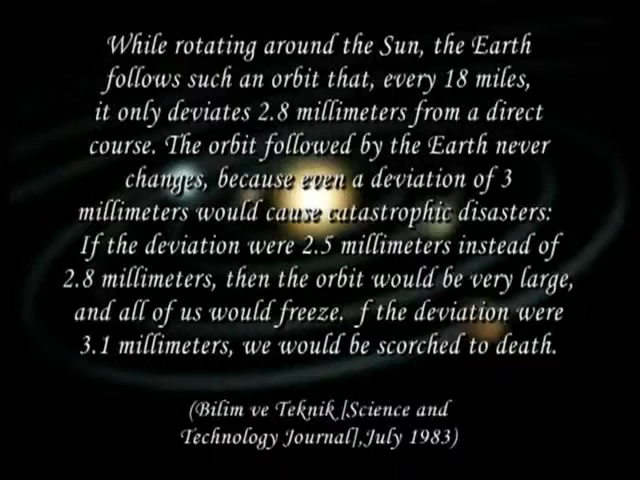 While rotating around the Sun, the Earth
follows such an orbit that, every 18 miles,
it only deviates 2.8 millimeters from a direct
course. The orbit followed by the Earth never
changes, because even a deviation of 3
millimeters would cause catastrophic disasters:
If the deviation were 2.5 millimeters instead of
2.8 millimeters, then the orbit would be very large,
and all of us would freeze. f the deviation were
3.1 millimeters, we would be scorched to death.
(Bilim ve Teknik [Science and
Technology Journal],July 1983)